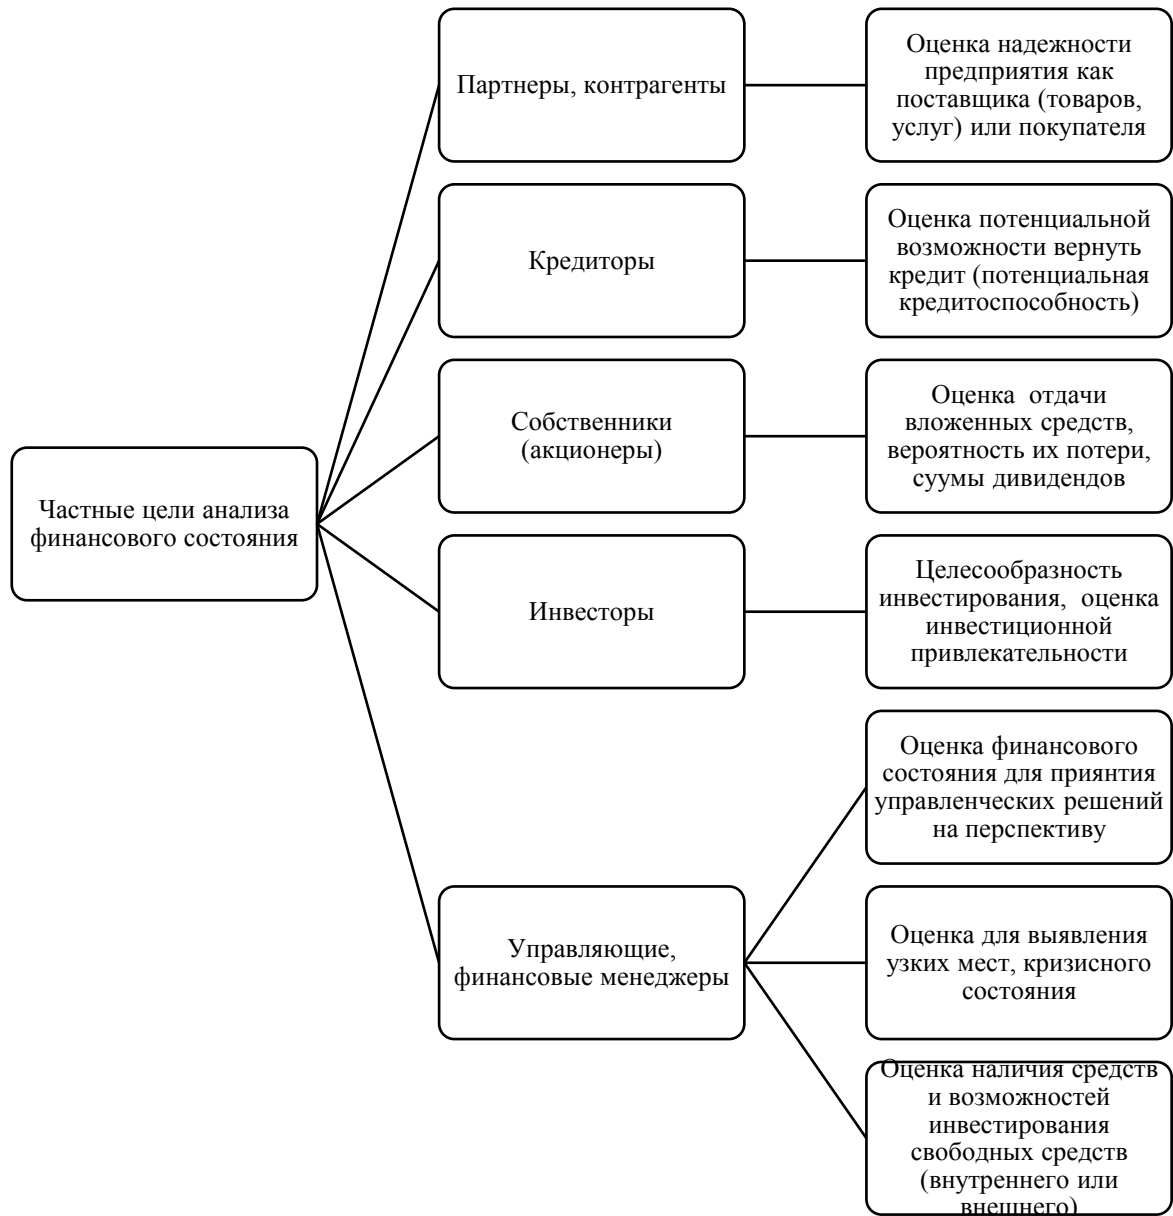 Партнеры, контрагенты
Оценка надежности
предприятия как
поставщика (товаров,
услуг) или покупателя
Кредиторы
Оценка потенциальной
возможности вернуть
кредит (потенциальная
кредитоспособность)
Собственники
(акционеры)
Оценка  отдачи
вложенных средств,
вероятность их потери,
суумы дивидендов
Частные цели анализа
финансового состояния
Инвесторы
Целесообразность
инвестирования,  оценка
инвестиционной
привлекательности
Оценка финансового
состояния для приянтия
управленческих решений
на перспективу
Управляющие,
финансовые менеджеры
Оценка для выявления
узких мест, кризисного
состояния
Оценка наличия средств
и возможностей
инвестирования
свободных средств
(внутреннего или
внешнего)